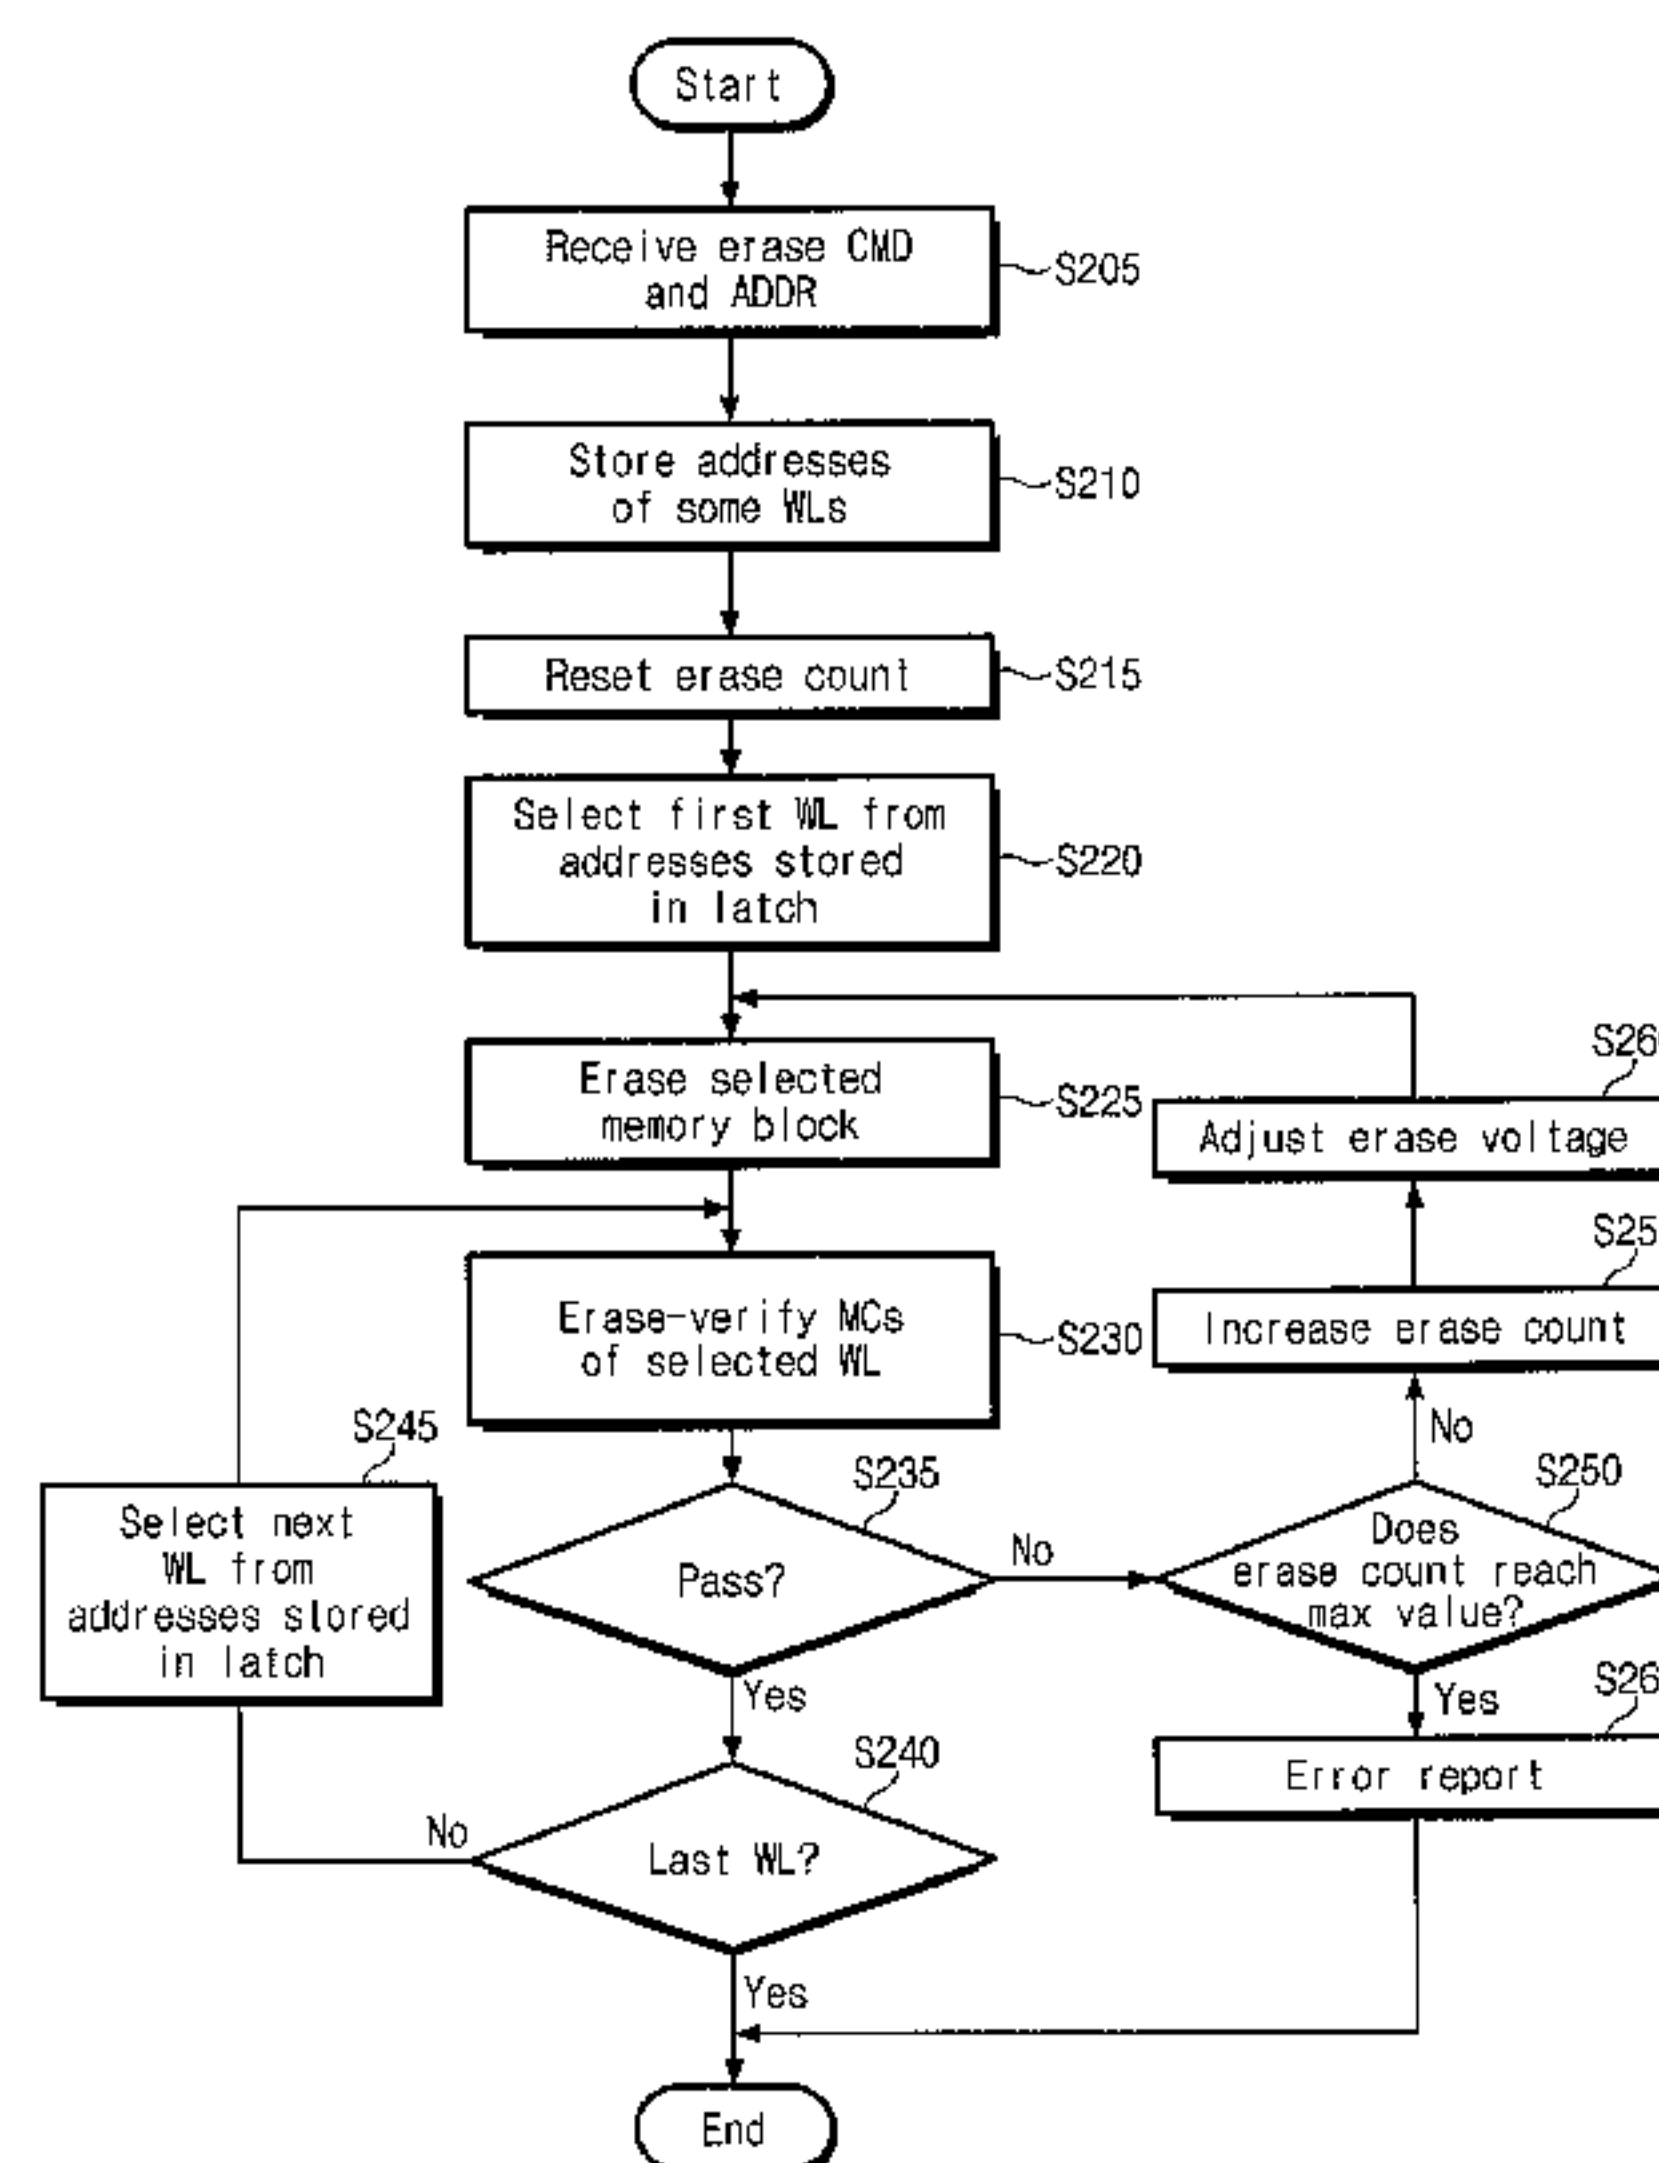 Start
Receive erase CMD
and ADDR
S205
Store addresses
of some WLs
S210
Reset erase count
S215
Select first WL from
addresses stored
in latch
S220
Erase selected
memory block
S225
Adjust erase voltage
Increase erase count
Erase-verify MCs
of selected WL
S230
No
S245
Select next
WL from
addresses stored
in latch
S235
Pass?
No
S250
Does
erase count reach
max value?
Yes
Yes
Error report
S240
Last WL?
No
Yes
End